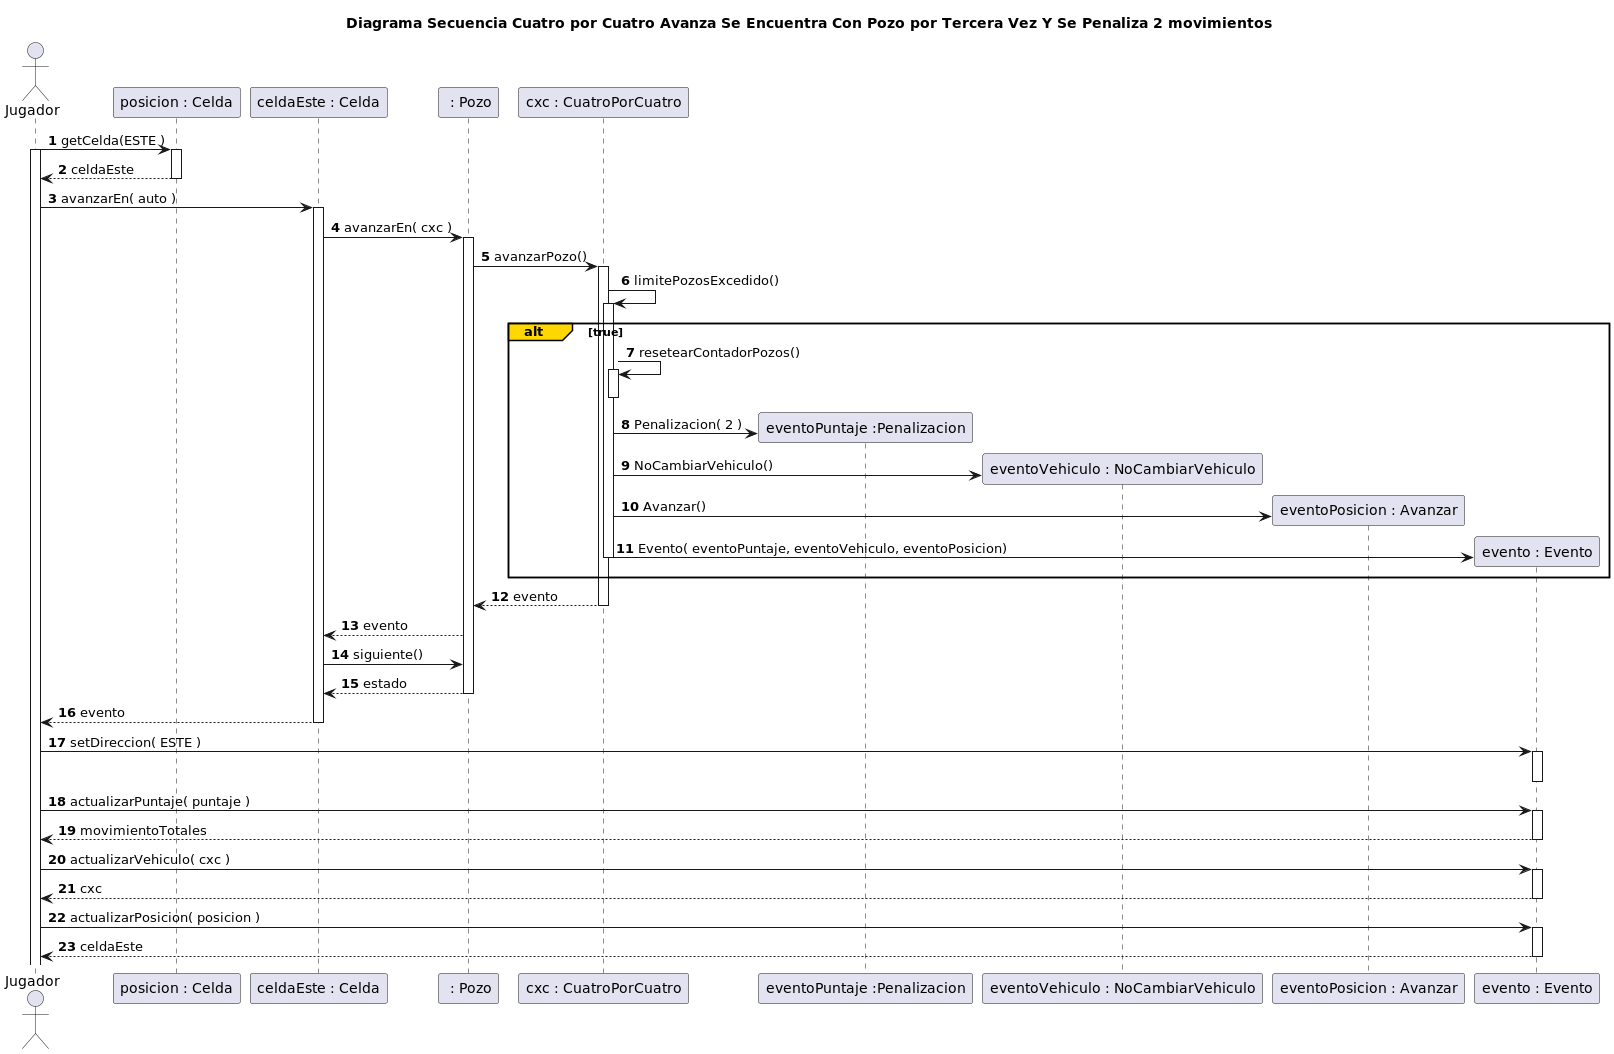 Diagrama Secuencia Cuatro por Cuatro Avanza Se Encuentra Con Pozo por Tercera Vez Y Se Penaliza 2 movimientos
Jugador
posicion : Celda
celdaEste : Celda
: Pozo
cxc : CuatroPorCuatro
1 getCelda(ESTE )
2 celdaEste
3 avanzarEn( auto )
4 avanzarEn( cxc )
5 avanzarPozo()
6 limitePozosExcedido()
alt [true]
7 resetearContadorPozos()
8 Penalizacion( 2 )
eventoPuntaje :Penalizacion
9 NoCambiarVehiculo()
eventoVehiculo : NoCambiarVehiculo
10 Avanzar()
eventoPosicion : Avanzar
11 Evento( eventoPuntaje, eventoVehiculo, eventoPosicion)
evento : Evento
12 evento
13 evento
14 siguiente()
15 estado
16 evento
17 setDireccion( ESTE )
18 actualizarPuntaje( puntaje )
19 movimientoTotales
20 actualizarVehiculo( cxc )
21 cxc
22 actualizarPosicion( posicion )
23 celdaEste
Jugador
posicion : Celda
celdaEste : Celda
: Pozo
cxc : CuatroPorCuatro
eventoPuntaje :Penalizacion
eventoVehiculo : NoCambiarVehiculo
eventoPosicion : Avanzar
evento : Evento